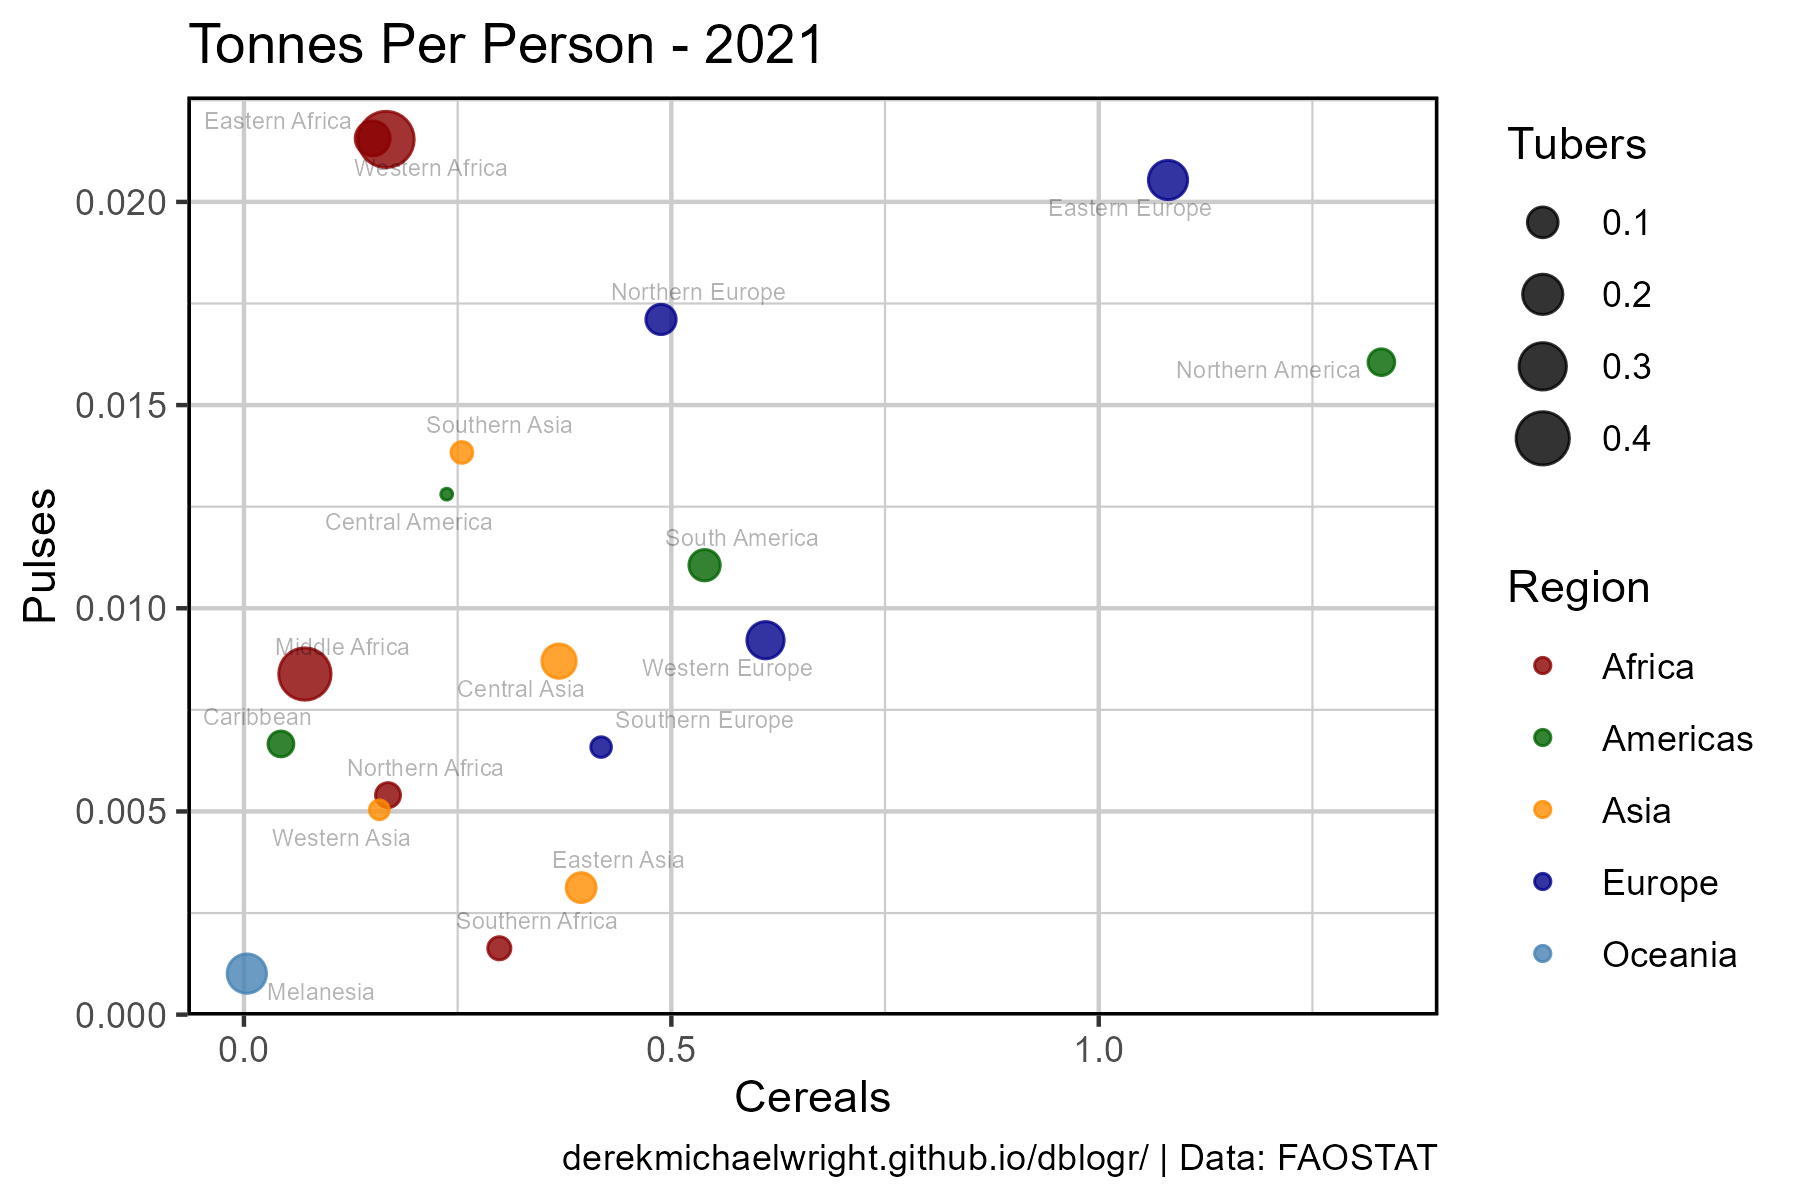 Tonnes Per Person - 2021
Eastern Africa
Western Africa
Eastern Europe
Northern Europe
Northern America
Southern Asia
Central America
South America
Middle Africa
Western Europe
Central Asia
Caribbean
Southern Europe
Northern Africa
Western Asia
Eastern Asia
Southern Africa
Melanesia
Pulses
0.020
0.015
0.010
0.005
0.000
0.0
0.5
1.0
Cereals
Tubers
0.1
0.2
0.3
0.4
Region
Africa
Americas
Asia
Europe
Oceania
derekmichaelwright.github.io/dblogr/ | Data: FAOSTAT